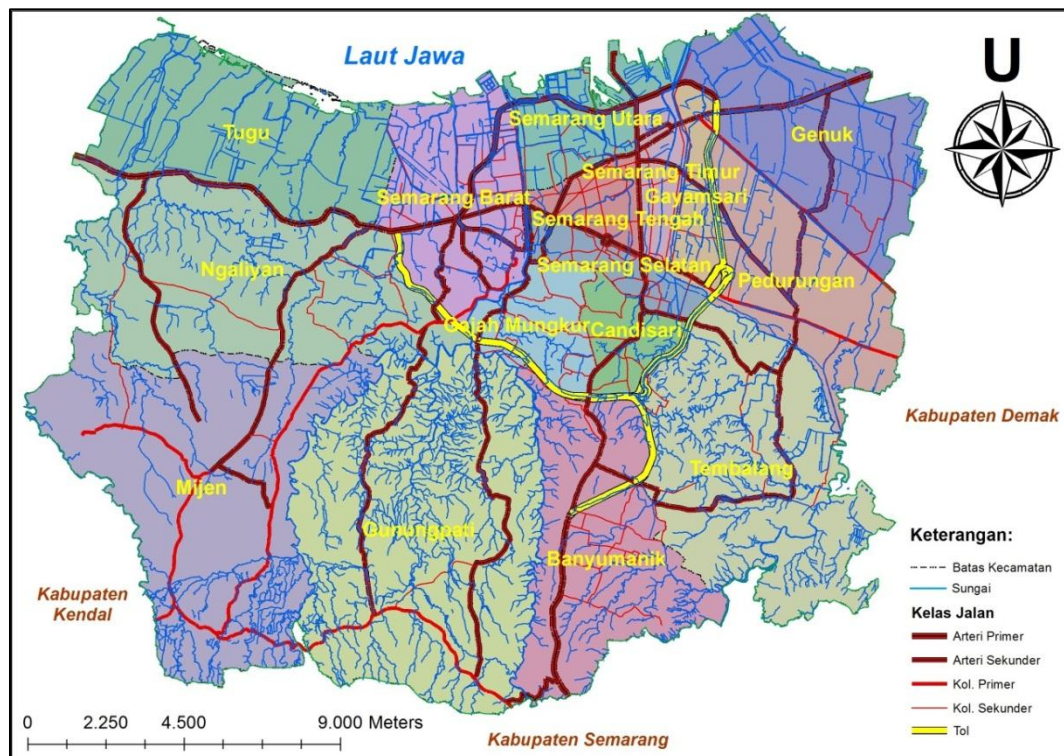 Laut Jawa
U
Tugu
Semarang Utara
Genuk
Semarang Timur
Gayamsari
Semarang Barat
Semarang Tengah
Ngaliyan
Semarang Selatan
Pedurungan
Gajah Mungkur
Candisari
Kabupaten Demak
Tembalang
Mijen
Gunungpati
Banyumanik
Kabupaten
Kendal
Keterangan:
Batas Kecamatan
Sungai
Kelas Jalan
Arteri Primer
Arteri Sekunder
Kol. Primer
Kol. Sekunder
Tol
0 2.250 4.500 9.000 Meters
Kabupaten Semarang